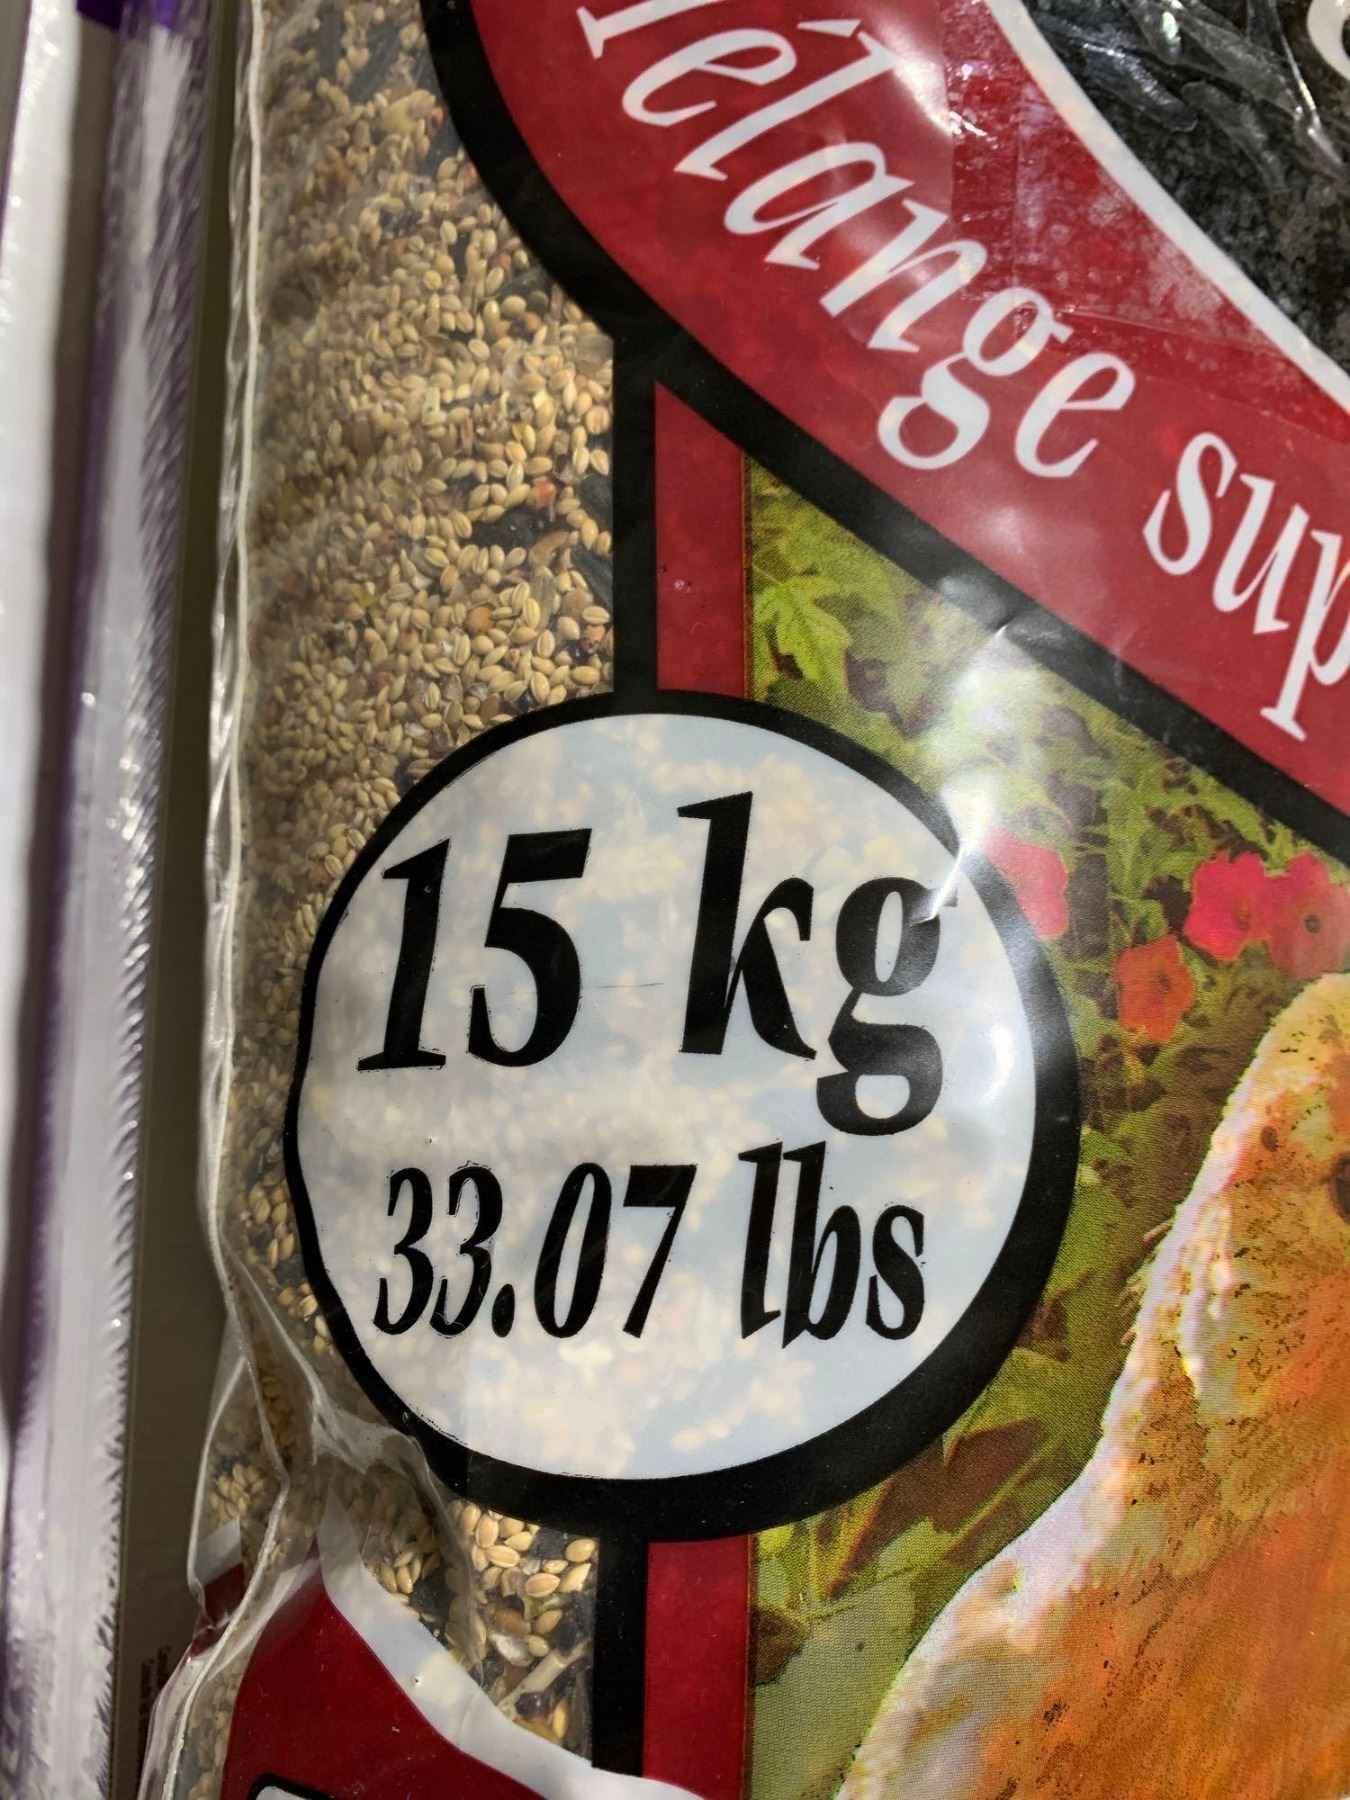 élange sup
15 kg
33.07 lbs